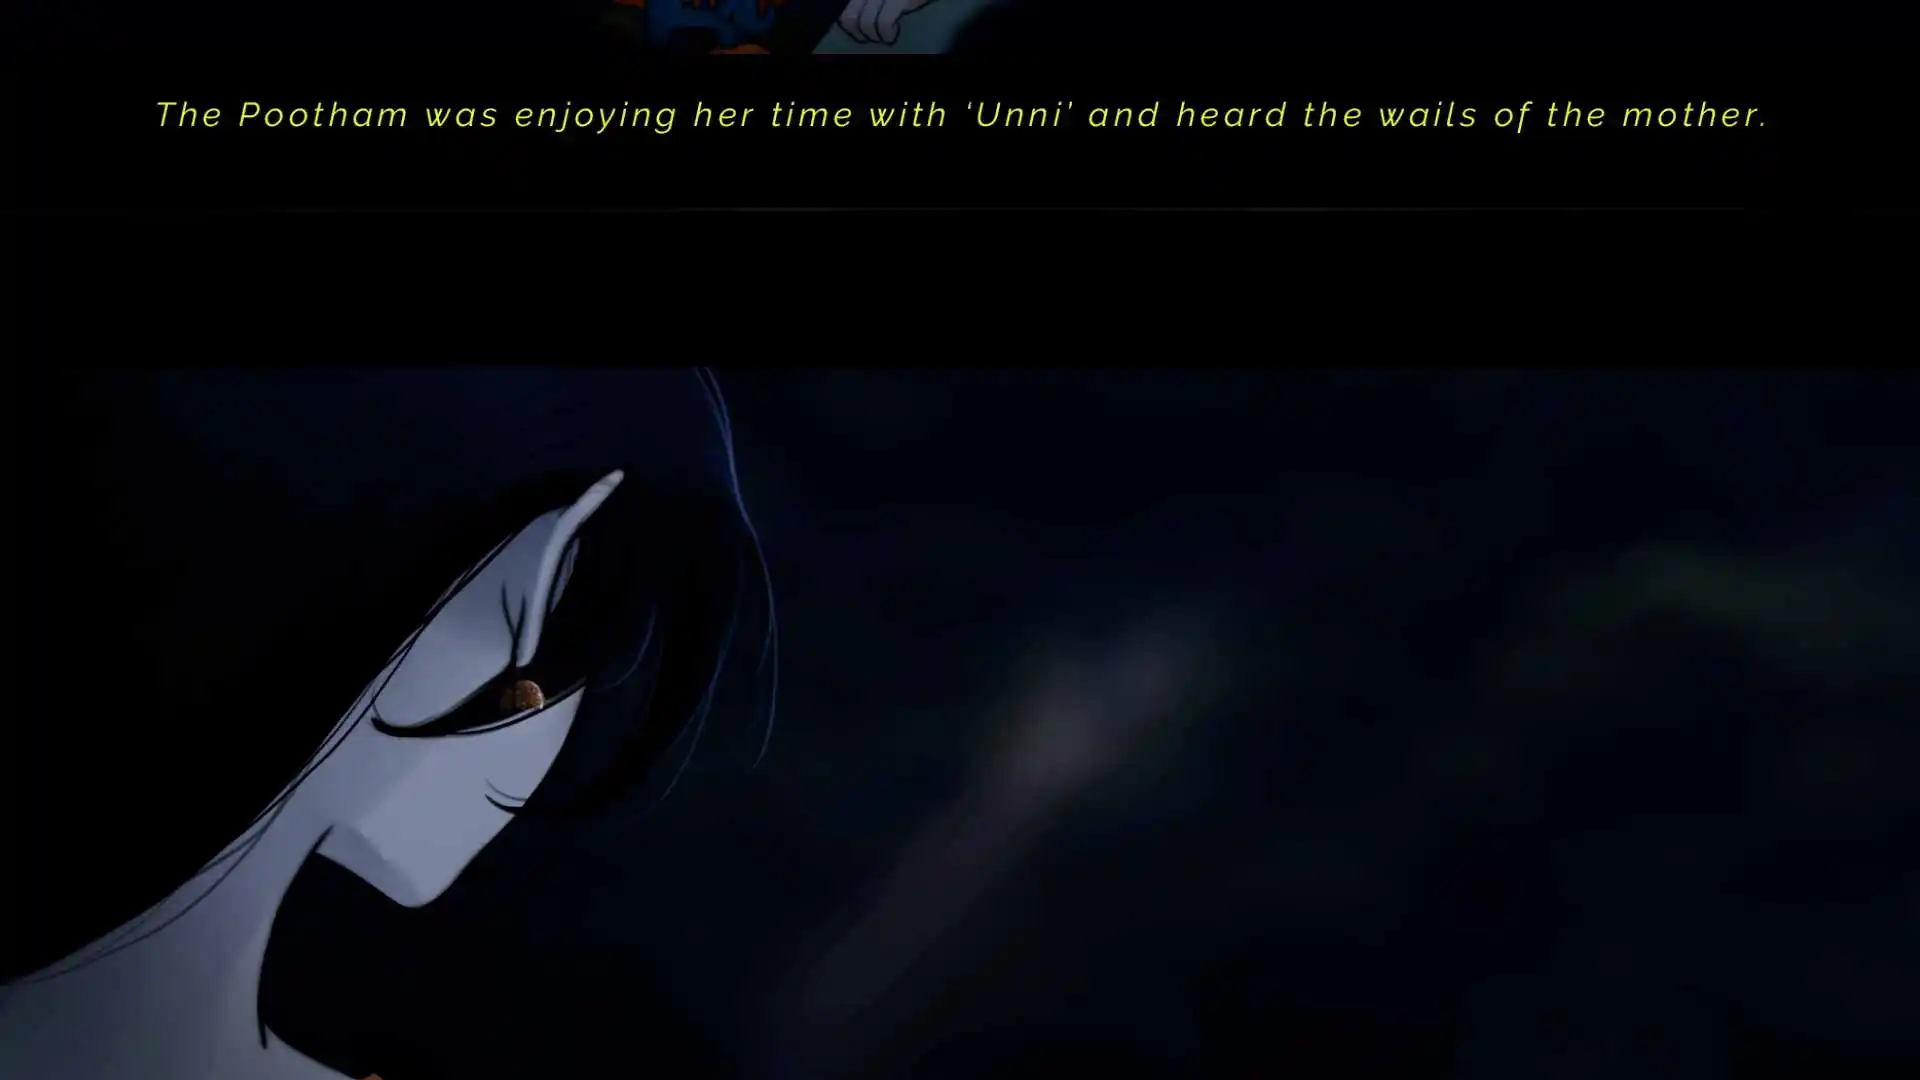 The Pootham was enjoying her time with ‘Unni’ and heard the wails of the mother.